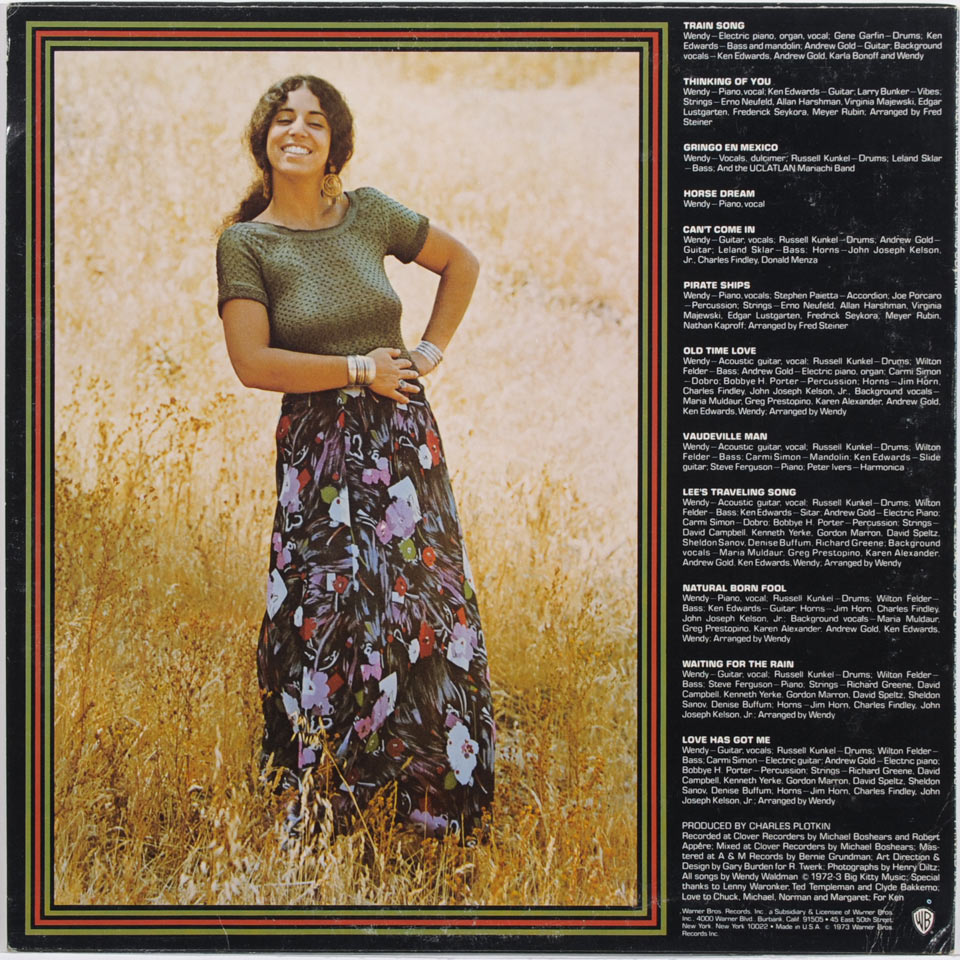 TRAIN SONG
Wendy–Electric piano, organ, vocal; Gene Garfin–Drums; Ken
Edwards–Bass and mandolin; Andrew Gold–Guitar; Background
vocals–Ken Edwards, Andrew Gold, Karla Bonoff and Wendy
THINKING OF YOU
Wendy–Piano, vocal; Ken Edwards–Guitar; Larry Bunker–Vibes;
Strings–Erno Neufeld, Allan Harshman, Virginia Majewski, Edgar
Lustgarten, Frederick Seykora, Meyer Rubin; Arranged by Fred
Steiner
GRINGO EN MEXICO
Wendy–Vocals, dulcimer; Russell Kunkel–Drums; Leland Sklar
–Bass; And the UCLATLAN Mariachi Band
HORSE DREAM
Wendy–Piano, vocal
CAN'T COME IN
Wendy–Guitar, vocals; Russell Kunkel–Drums; Andrew Gold–
Guitar; Leland Sklar–Bass; Horns–John Joseph Kelson,
Jr., Charles Findley, Donald Menza
PIRATE SHIPS
Wendy–Piano, vocals; Stephen Paietta–Accordion; Joe Porcaro
–Percussion; Strings–Erno Neufeld, Allan Harshman, Virginia
Majewski, Edgar Lustgarten, Fredrick Seykora, Meyer Rubin,
Nathan Kaproff; Arranged by Fred Steiner
OLD TIME LOVE
Wendy–Acoustic guitar, vocal; Russell Kunkel–Drums; Wilton
Felder–Bass; Andrew Gold–Electric piano, organ; Carmi Simon
–Dobro; Bobbye H. Porter–Percussion; Horns–Jim Horn,
Charles Findley, John Joseph Kelson, Jr., Background vocals–
Maria Muldaur, Greg Prestopino, Karen Alexander, Andrew Gold,
Ken Edwards, Wendy; Arranged by Wendy
VAUDEVILLE MAN
Wendy–Acoustic guitar, vocal; Russell Kunkel–Drums; Wilton
Felder–Bass; Carmi Simon–Mandolin; Ken Edwards–Slide
guitar; Steve Ferguson–Piano; Peter Ivers–Harmonica
LEE'S TRAVELING SONG
Wendy–Acoustic guitar, vocal; Russell Kunkel–Drums; Wilton
Felder–Bass; Ken Edwards–Sitar; Andrew Gold–Electric Piano;
Carmi Simon–Dobro; Bobbye H. Porter–Percussion; Strings–
David Campbell, Kenneth Yerke, Gordon Marron, David Speltz,
Sheldon Sanov, Denise Buffum, Richard Greene; Background
vocals–Maria Muldaur, Greg Prestopino, Karen Alexander,
Andrew Gold, Ken Edwards, Wendy; Arranged by Wendy
NATURAL BORN FOOL
Wendy–Piano, vocal; Russell Kunkel–Drums; Wilton Felder–
Bass; Ken Edwards–Guitar; Horns–Jim Horn, Charles Findley,
John Joseph Kelson, Jr.; Background vocals–Maria Muldaur,
Greg Prestopino, Karen Alexander, Andrew Gold, Ken Edwards,
Wendy; Arranged by Wendy
WAITING FOR THE RAIN
Wendy–Guitar, vocal; Russell Kunkel–Drums; Wilton Felder–
Bass; Steve Ferguson–Piano; Strings–Richard Greene, David
Campbell, Kenneth Yerke, Gordon Marron, David Speltz, Sheldon
Sanov, Denise Buffum; Horns–Jim Horn, Charles Findley, John
Joseph Kelson, Jr.; Arranged by Wendy
LOVE HAS GOT ME
Wendy–Guitar, vocals; Russell Kunkel–Drums; Wilton Felder–
Bass; Carmi Simon–Electric guitar; Andrew Gold–Electric piano;
Bobbye H. Porter–Percussion; Strings–Richard Greene, David
Campbell, Kenneth Yerke, Gordon Marron, David Speltz, Sheldon
Sanov, Denise Buffum; Horns–Jim Horn, Charles Findley, John
Joseph Kelson, Jr.; Arranged by Wendy
PRODUCED BY CHARLES PLOTKIN
Recorded at Clover Recorders by Michael Boshears and Robert
Appère; Mixed at Clover Recorders by Michael Boshears; Mas-
tered at A & M Records by Bernie Grundman; Art Direction &
Design by Gary Burden for R. Twerk; Photographs by Henry Diltz
All songs by Wendy Waldman © 1972-3 Big Kitty Music; Special
thanks to Lenny Waronker, Ted Templeman and Clyde Bakkemo;
Love to Chuck, Michael, Norman and Margaret; For Ken
Warner Bros. Records, Inc., a Subsidiary & Licensee of Warner Bros.
Inc., 4000 Warner Blvd., Burbank, Calif. 91505 • 45 East 50th Street,
New York, New York 10022 • Made in U.S.A. © 1973 Warner Bros.
Records Inc.
WB